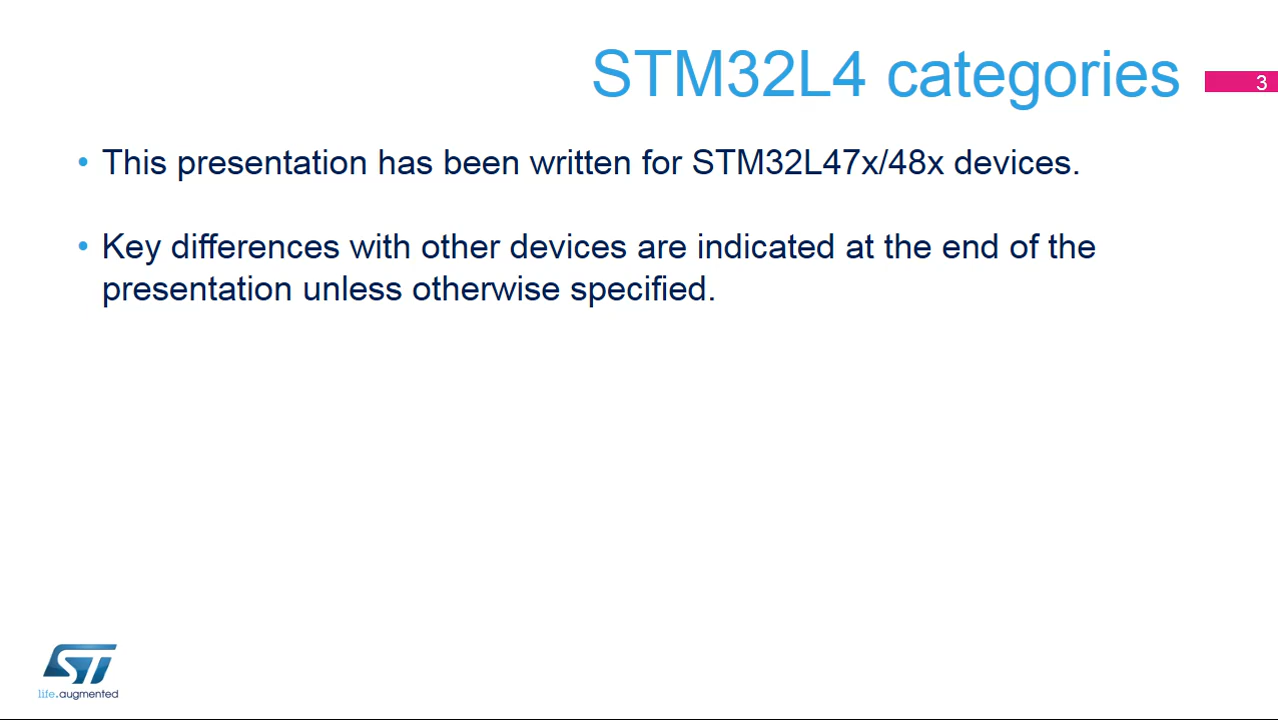 STM32L4 categories
3
• This presentation has been written for STM32L47x/48x devices.
• Key differences with other devices are indicated at the end of the
presentation unless otherwise specified.
ST
life.augmented